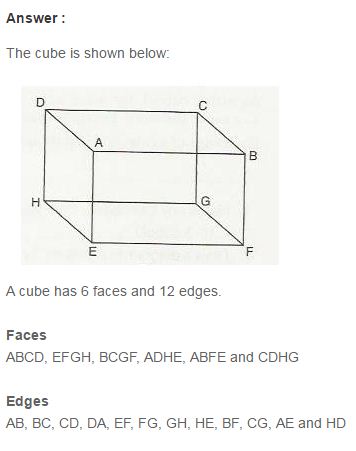 Answer :
The cube is shown below:
D
C
A
B
H
G
E
F
A cube has 6 faces and 12 edges.
Faces
ABCD, EFGH, BCGF, ADHE, ABFE and CDHG
Edges
AB, BC, CD, DA, EF, FG, GH, HE, BF, CG, AE and HD